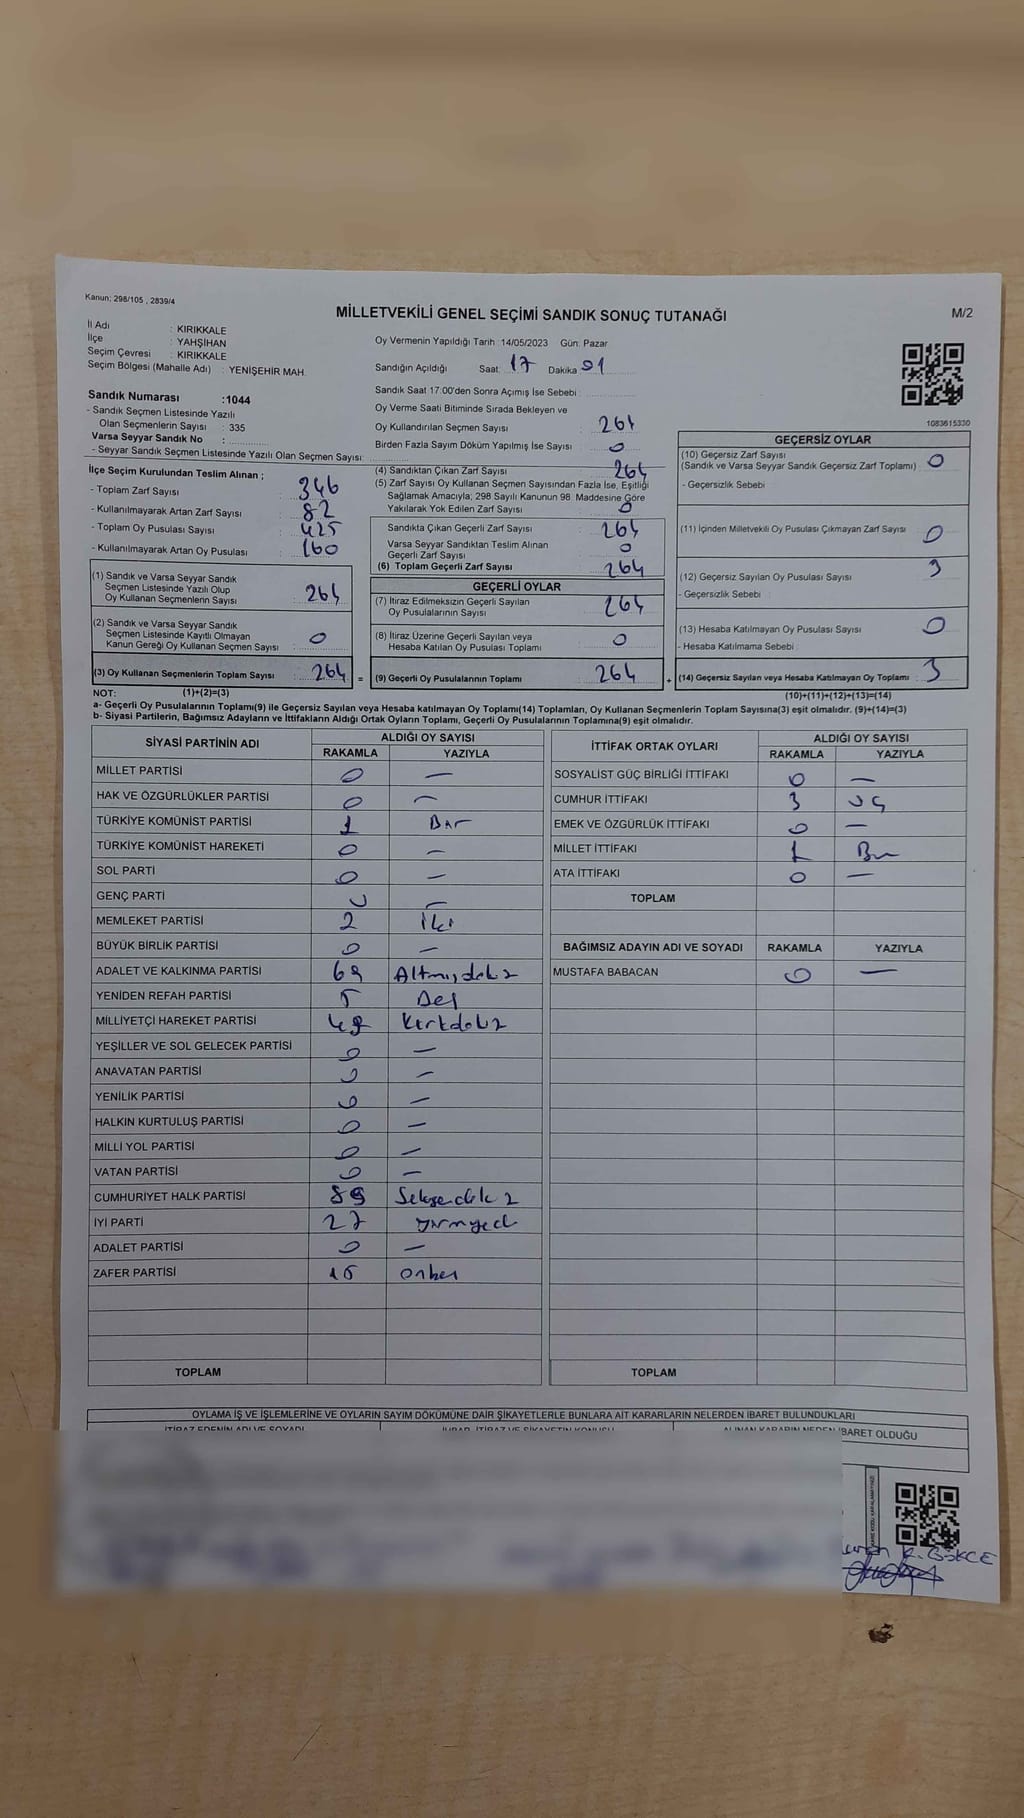 Kanun: 298/105 , 2839/4
MİLLETVEKİLİ GENEL SEÇİMİ SANDIK SONUÇ TUTANAĞI
M/2
İl Adı : KIRIKKALE
İlçe : YAHŞİHAN
Seçim Çevresi : KIRIKKALE
Seçim Bölgesi (Mahalle Adı) : YENİŞEHİR MAH.
Sandık Numarası :1044
- Sandık Seçmen Listesinde Yazılı
Olan Seçmenlerin Sayısı : 335
Varsa Seyyar Sandık No :
- Seyyar Sandık Seçmen Listesinde Yazılı Olan Seçmen Sayısı:
İlçe Seçim Kurulundan Teslim Alınan ;
- Toplam Zarf Sayısı : 346
- Kullanılmayarak Artan Zarf Sayısı : 82
- Toplam Oy Pusulası Sayısı : 425
- Kullanılmayarak Artan Oy Pusulası : 160
Oy Vermenin Yapıldığı Tarih :14/05/2023 Gün: Pazar
Sandığın Açıldığı Saat: 17 Dakika 01
Sandık Saat 17:00'den Sonra Açımış İse Sebebi :
Oy Verme Saati Bitiminde Sırada Bekleyen ve
Oy Kullandırılan Seçmen Sayısı : 264
Birden Fazla Sayım Döküm Yapılmış İse Sayısı : 0
(4) Sandıktan Çıkan Zarf Sayısı : 264
(5) Zarf Sayısı Oy Kullanan Seçmen Sayısından Fazla İse, Eşitliği
Sağlamak Amacıyla; 298 Sayılı Kanunun 98. Maddesine Göre
Yakılarak Yok Edilen Zarf Sayısı : 0
Sandıkta Çıkan Geçerli Zarf Sayısı : 264
Varsa Seyyar Sandıktan Teslim Alınan
Geçerli Zarf Sayısı : 0
(6) Toplam Geçerli Zarf Sayısı : 264
1083615330
GEÇERSİZ OYLAR
(10) Geçersiz Zarf Sayısı
(Sandık ve Varsa Seyyar Sandık Geçersiz Zarf Toplamı) : 0
- Geçersizlik Sebebi :
(11) İçinden Milletvekili Oy Pusulası Çıkmayan Zarf Sayısı : 0
(12) Geçersiz Sayılan Oy Pusulası Sayısı : 3
- Geçersizlik Sebebi :
(13) Hesaba Katılmayan Oy Pusulası Sayısı : 0
- Hesaba Katılmama Sebebi :
(14) Geçersiz Sayılan veya Hesaba Katılmayan Oy Toplamı : 3
(1) Sandık ve Varsa Seyyar Sandık
Seçmen Listesinde Yazılı Olup
Oy Kullanan Seçmenlerin Sayısı : 264
(2) Sandık ve Varsa Seyyar Sandık
Seçmen Listesinde Kayıtlı Olmayan
Kanun Gereği Oy Kullanan Seçmen Sayısı : 0
(3) Oy Kullanan Seçmenlerin Toplam Sayısı : 264 =
GEÇERLİ OYLAR
(7) İtiraz Edilmeksizin Geçerli Sayılan
Oy Pusulalarının Sayısı : 264
(8) İtiraz Üzerine Geçerli Sayılan veya
Hesaba Katılan Oy Pusulası Toplamı : 0
(9) Geçerli Oy Pusulalarının Toplamı : 264 +
NOT: (1)+(2)=(3)
(10)+(11)+(12)+(13)=(14)
a- Geçerli Oy Pusulalarının Toplamı(9) ile Geçersiz Sayılan veya Hesaba katılmayan Oy Toplamı(14) Toplamları, Oy Kullanan Seçmenlerin Toplam Sayısına(3) eşit olmalıdır. (9)+(14)=(3)
b- Siyasi Partilerin, Bağımsız Adayların ve İttifakların Aldığı Ortak Oyların Toplamı, Geçerli Oy Pusulalarının Toplamına(9) eşit olmalıdır.
SİYASİ PARTİNİN ADI
ALDIĞI OY SAYISI
RAKAMLA YAZIYLA
MİLLET PARTİSİ 0 —
HAK VE ÖZGÜRLÜKLER PARTİSİ 0 —
TÜRKİYE KOMÜNİST PARTİSİ 1 Bir
TÜRKİYE KOMÜNİST HAREKETİ 0 —
SOL PARTİ 0 —
GENÇ PARTİ 0 —
MEMLEKET PARTİSİ 2 İki
BÜYÜK BİRLİK PARTİSİ 0 —
ADALET VE KALKINMA PARTİSİ 69 Altmışdokuz
YENİDEN REFAH PARTİSİ 5 Beş
MİLLİYETÇİ HAREKET PARTİSİ 49 Kırkdokuz
YEŞİLLER VE SOL GELECEK PARTİSİ 0 —
ANAVATAN PARTİSİ 0 —
YENİLİK PARTİSİ 0 —
HALKIN KURTULUŞ PARTİSİ 0 —
MİLLİ YOL PARTİSİ 0 —
VATAN PARTİSİ 0 —
CUMHURİYET HALK PARTİSİ 89 Seksendokuz
İYİ PARTİ 27 yirmiyedi
ADALET PARTİSİ 0 —
ZAFER PARTİSİ 15 onbeş
TOPLAM
İTTİFAK ORTAK OYLARI
ALDIĞI OY SAYISI
RAKAMLA YAZIYLA
SOSYALİST GÜÇ BİRLİĞİ İTTİFAKI 0 —
CUMHUR İTTİFAKI 3 üç
EMEK VE ÖZGÜRLÜK İTTİFAKI 0 —
MİLLET İTTİFAKI 1 Bir
ATA İTTİFAKI 0 —
TOPLAM
BAĞIMSIZ ADAYIN ADI VE SOYADI RAKAMLA YAZIYLA
MUSTAFA BABACAN 0 —
TOPLAM
OYLAMA İŞ VE İŞLEMLERİNE VE OYLARIN SAYIM DÖKÜMÜNE DAİR ŞİKAYETLERLE BUNLARA AİT KARARLARIN NELERDEN İBARET BULUNDUKLARI
İTİRAZ EDENİN ADI VE SOYADI
ALINAN KARARIN NEDEN İBARET OLDUĞU